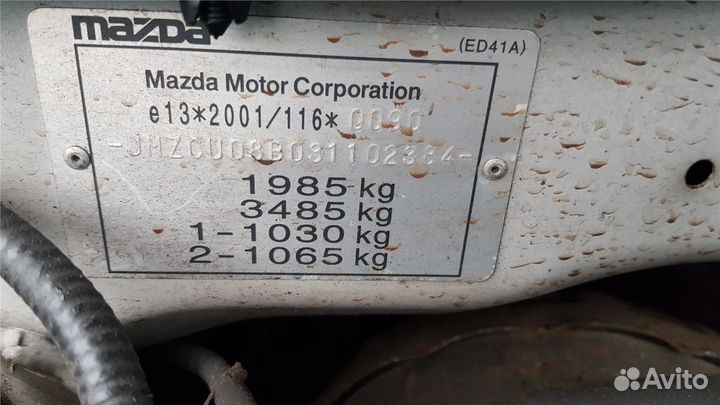 mazda
(ED41A)
Mazda Motor Corporation
e13*2001/116* 0090
-JMZCU08B031102384-
1985 kg
3485 kg
1-1030 kg
2-1065 kg
Avito